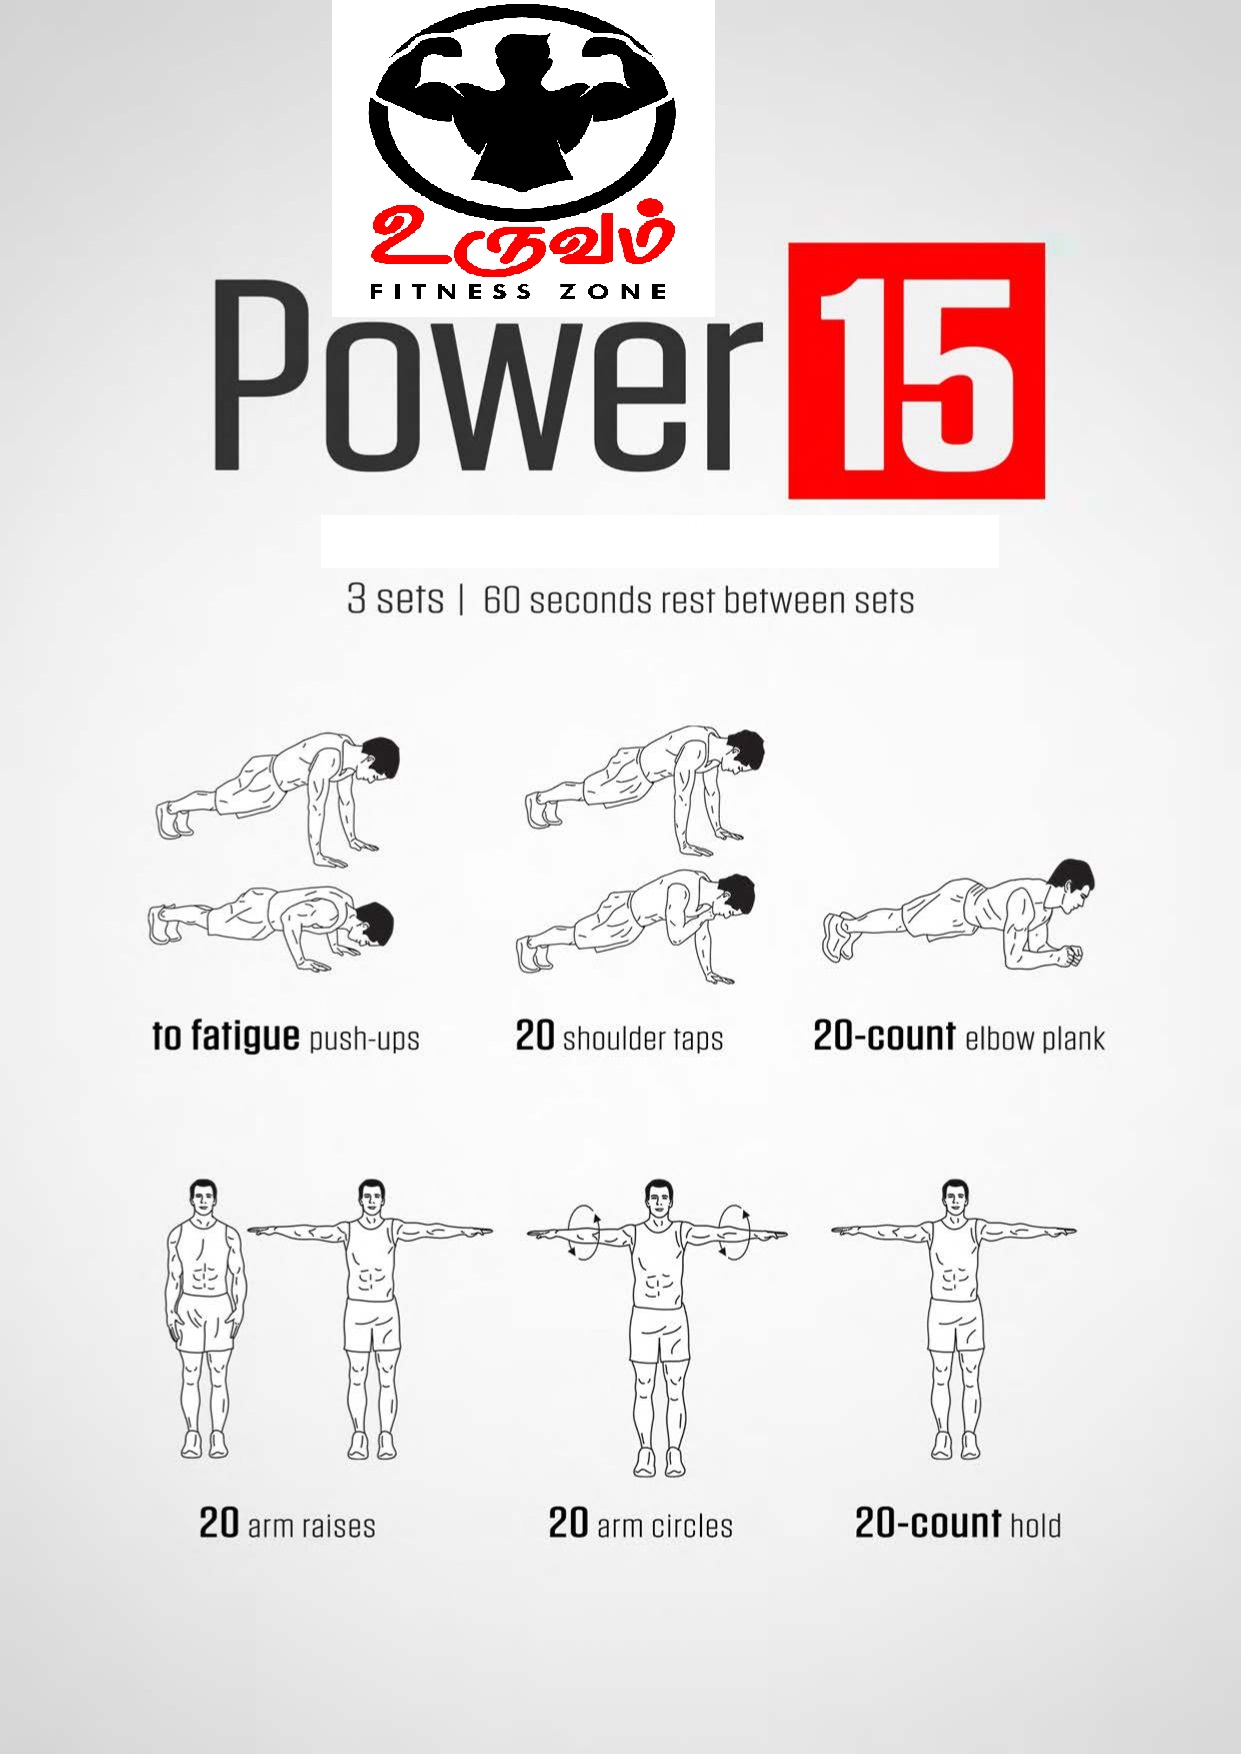 உருவம்
FITNESS ZONE
Power 15
3 sets | 60 seconds rest between sets
to fatigue push-ups
20 shoulder taps
20-count elbow plank
20 arm raises
20 arm circles
20-count hold